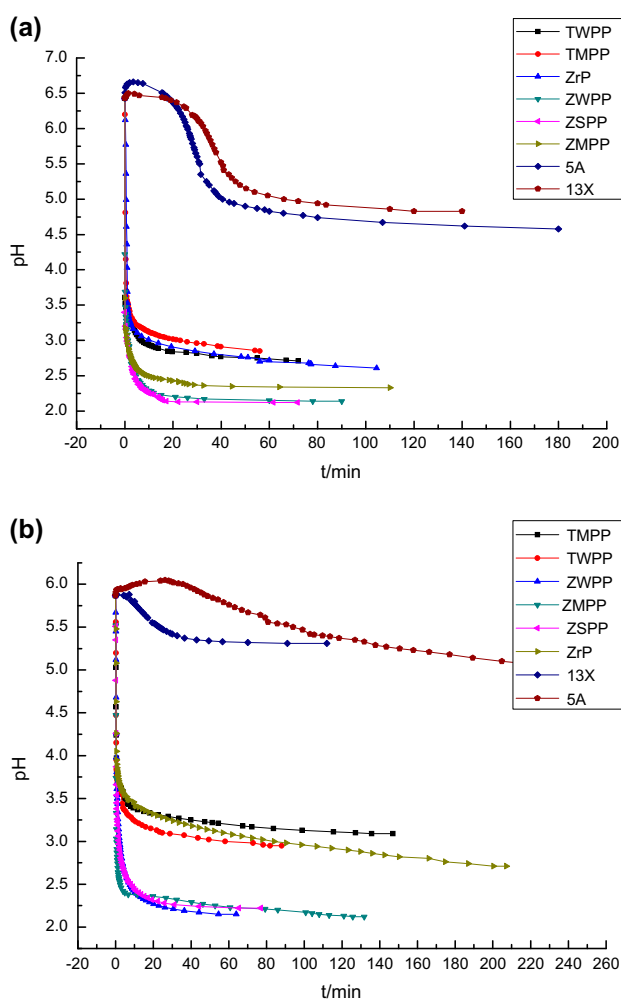 (a)
TWPP
TMPP
ZrP
ZWPP
ZSPP
ZMPP
5A
13X
7.0
6.5
6.0
5.5
5.0
4.5
4.0
3.5
3.0
2.5
2.0
pH
-20 0 20 40 60 80 100 120 140 160 180 200
t/min
(b)
TMPP
TWPP
ZWPP
ZMPP
ZSPP
ZrP
13X
5A
6.0
5.5
5.0
4.5
4.0
3.5
3.0
2.5
2.0
pH
-20 0 20 40 60 80 100 120 140 160 180 200 220 240 260
t/min